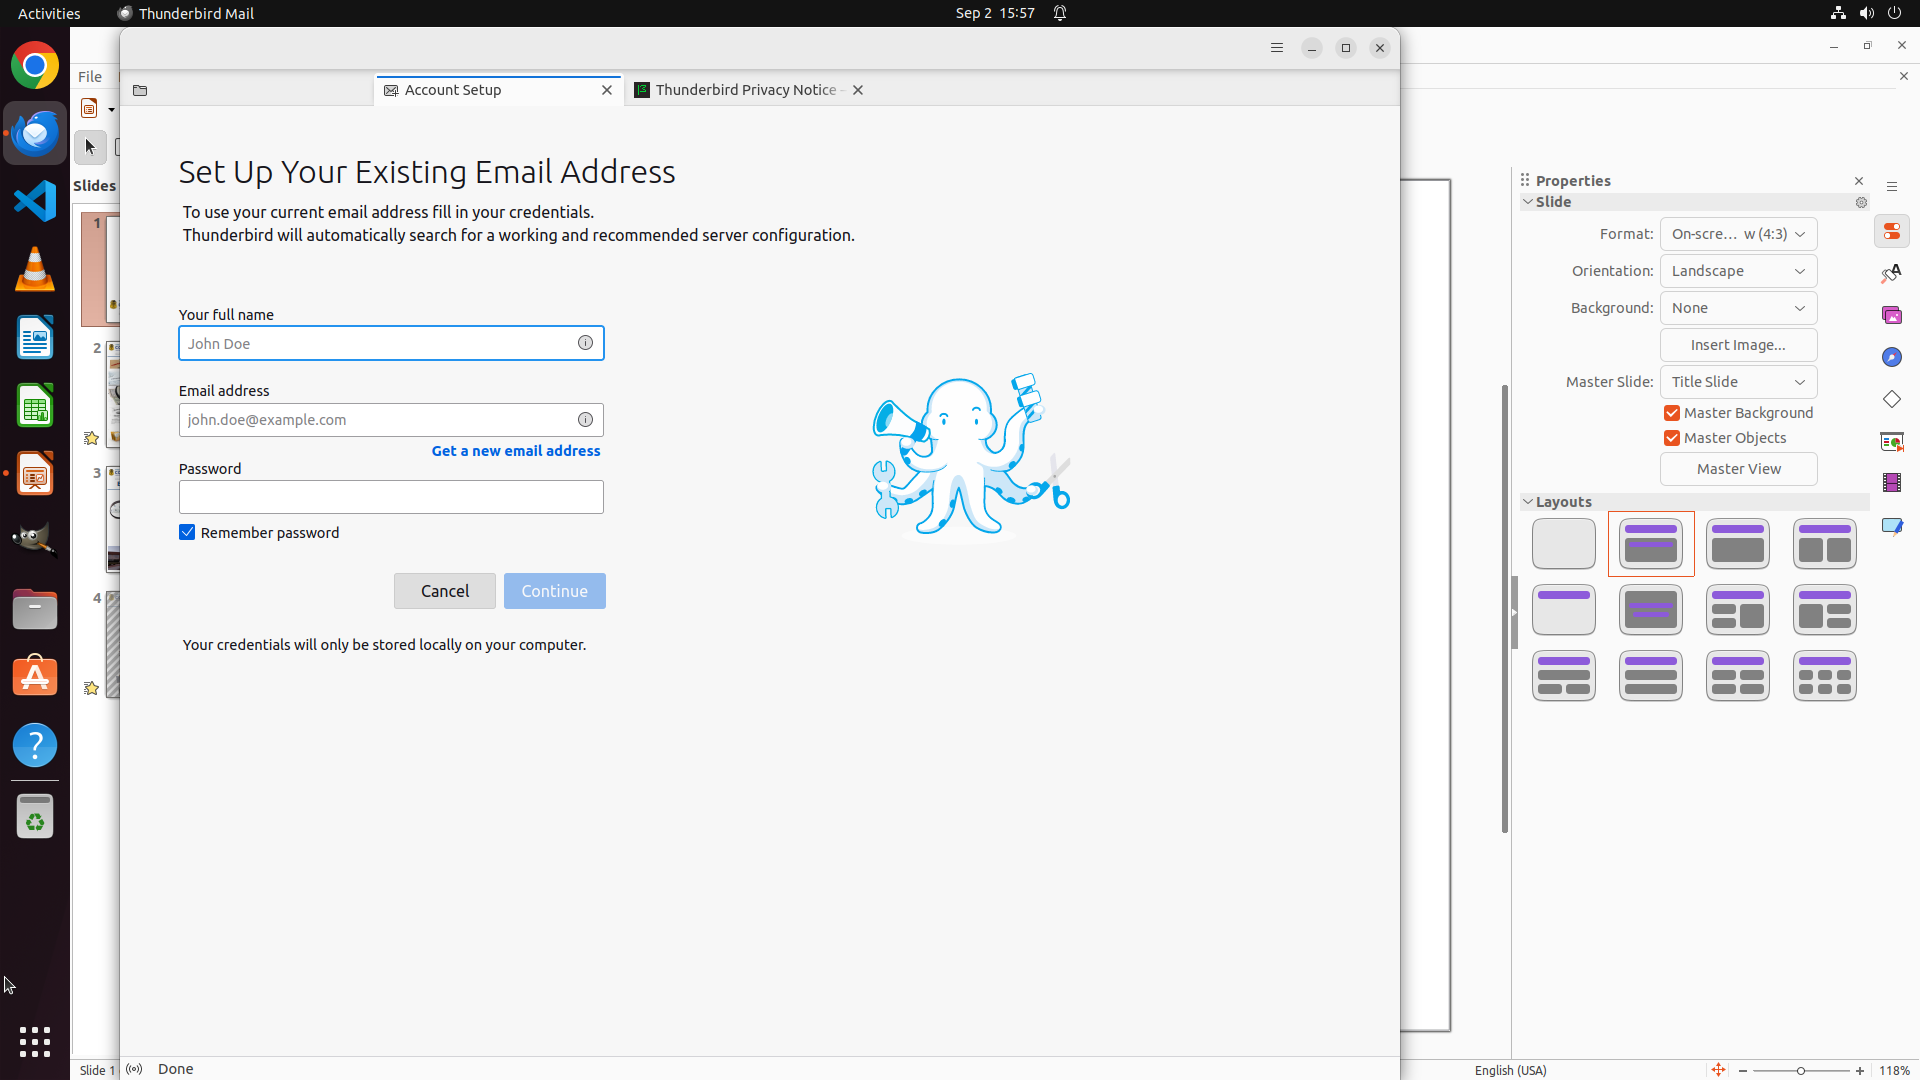 Activities
Thunderbird Mail
Sep 2 15:57
File
Account Setup
Thunderbird Privacy Notice
Set Up Your Existing Email Address
To use your current email address fill in your credentials.
Thunderbird will automatically search for a working and recommended server configuration.
Your full name
John Doe
Email address
john.doe@example.com
Get a new email address
Password
Remember password
Cancel
Continue
Your credentials will only be stored locally on your computer.
Done
Slides
1
2
3
4
Slide 1
Properties
Slide
Format:
On-scre... w (4:3)
Orientation:
Landscape
Background:
None
Insert Image...
Master Slide:
Title Slide
Master Background
Master Objects
Master View
Layouts
English (USA)
118%